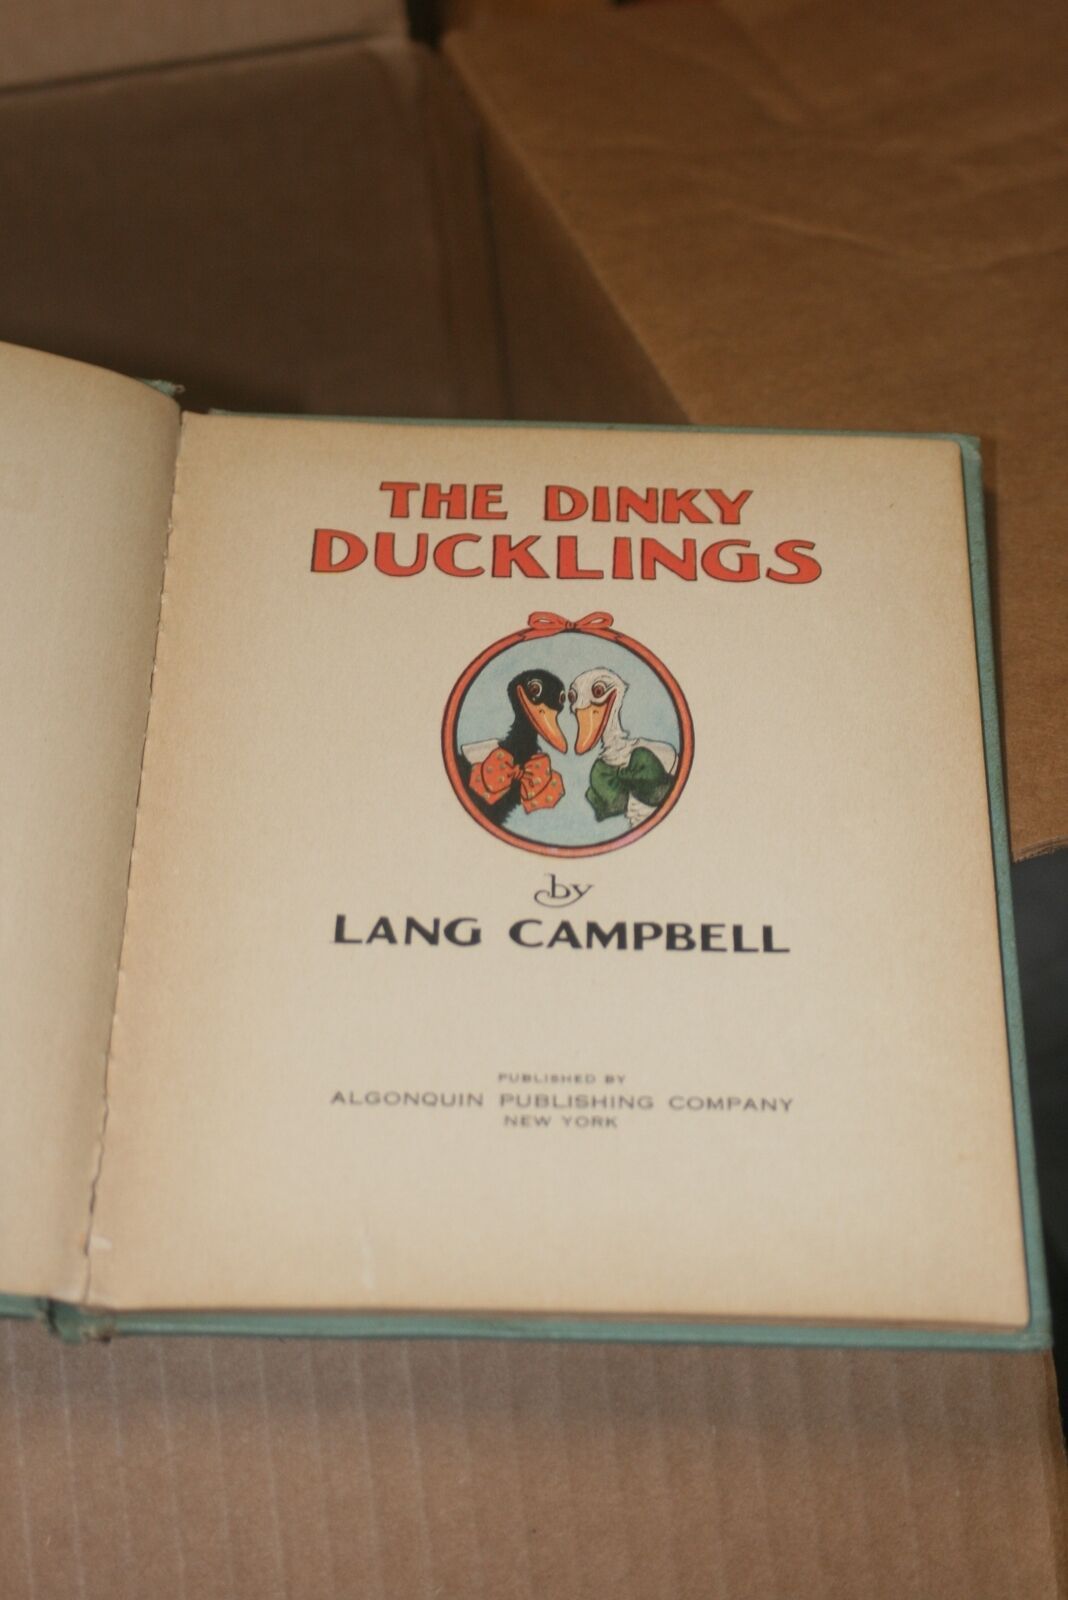 THE DINKY
DUCKLINGS
by
LANG CAMPBELL
PUBLISHED BY
ALGONQUIN PUBLISHING COMPANY
NEW YORK